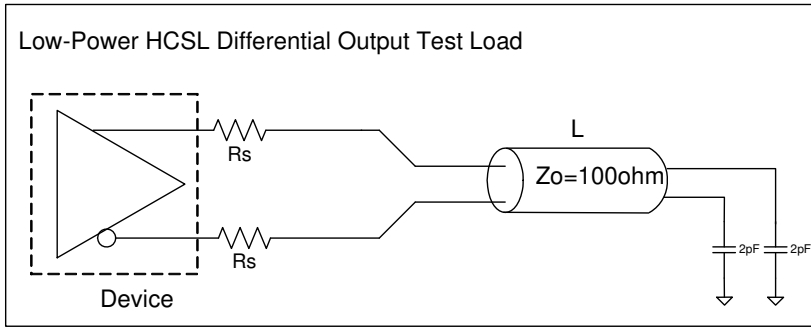 Low-Power HCSL Differential Output Test Load
Rs
L
Zo=100ohm
Rs
2pF
2pF
Device